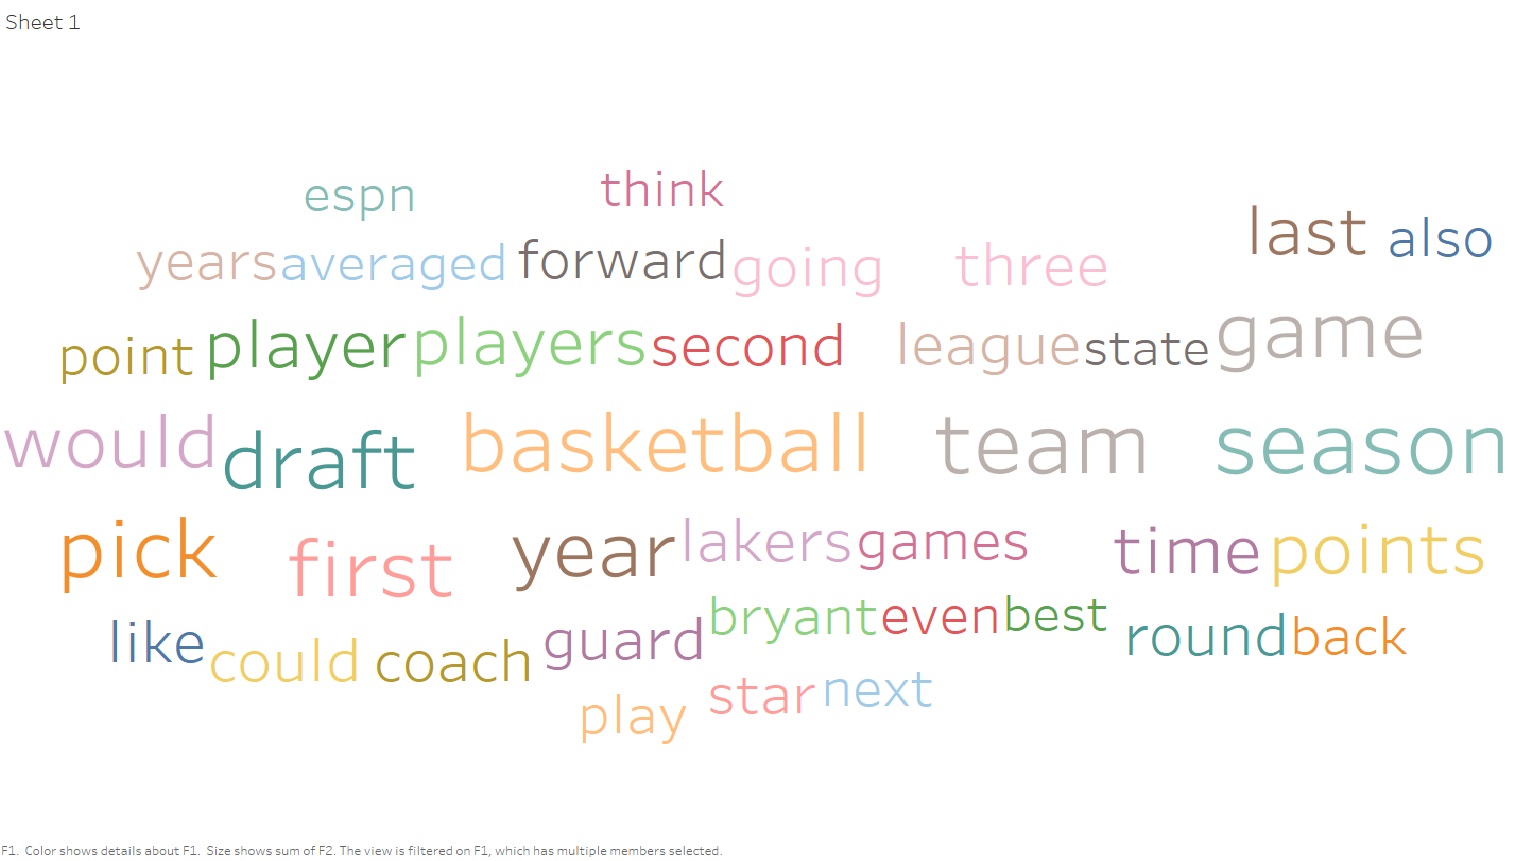 Sheet 1
espn think
last also
years averaged forward going three
point player players second league state game
would draft basketball team season
pick first year lakers games time points
like could coach guard bryant even best round back
play star next
F1. Color shows details about F1. Size shows sum of F2. The view is filtered on F1, which has multiple members selected.